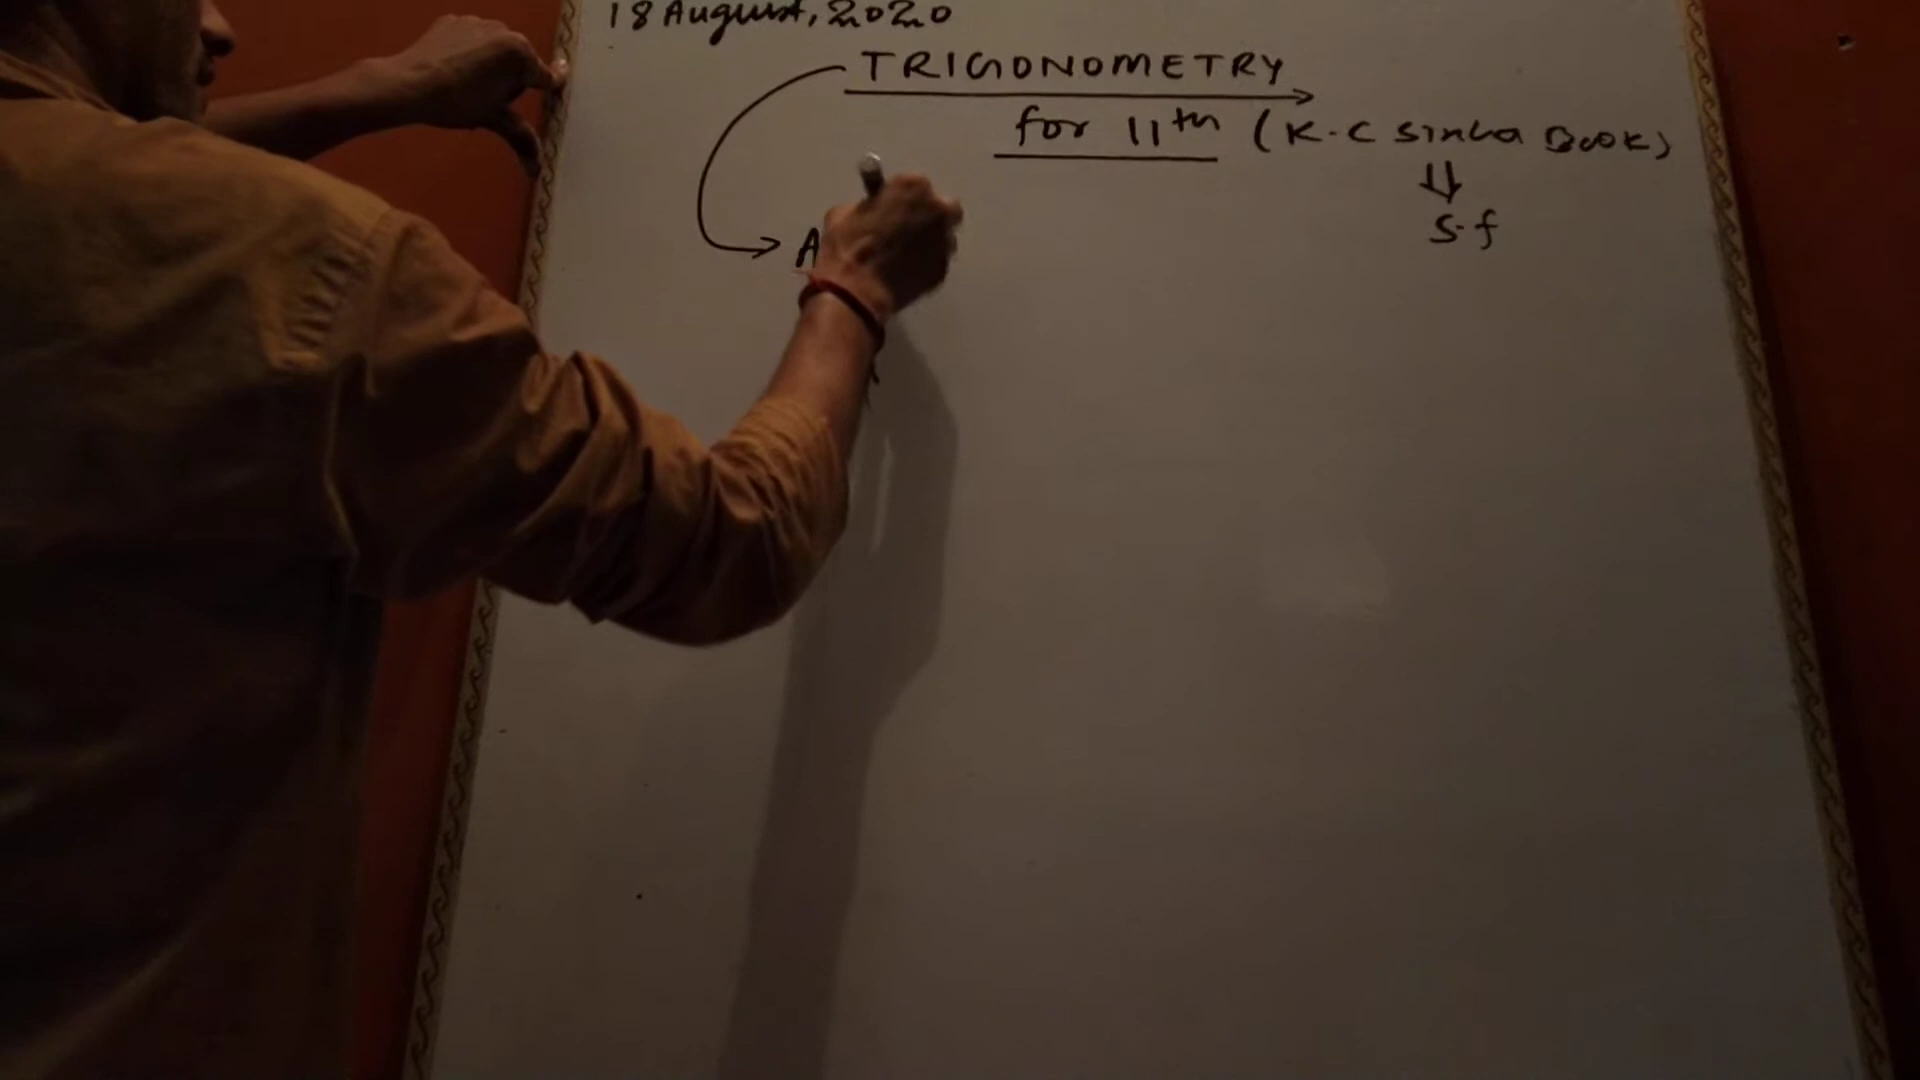 18 August, 2020
TRIGONOMETRY
for 11th (K.C Sinha Book)
S.f
A